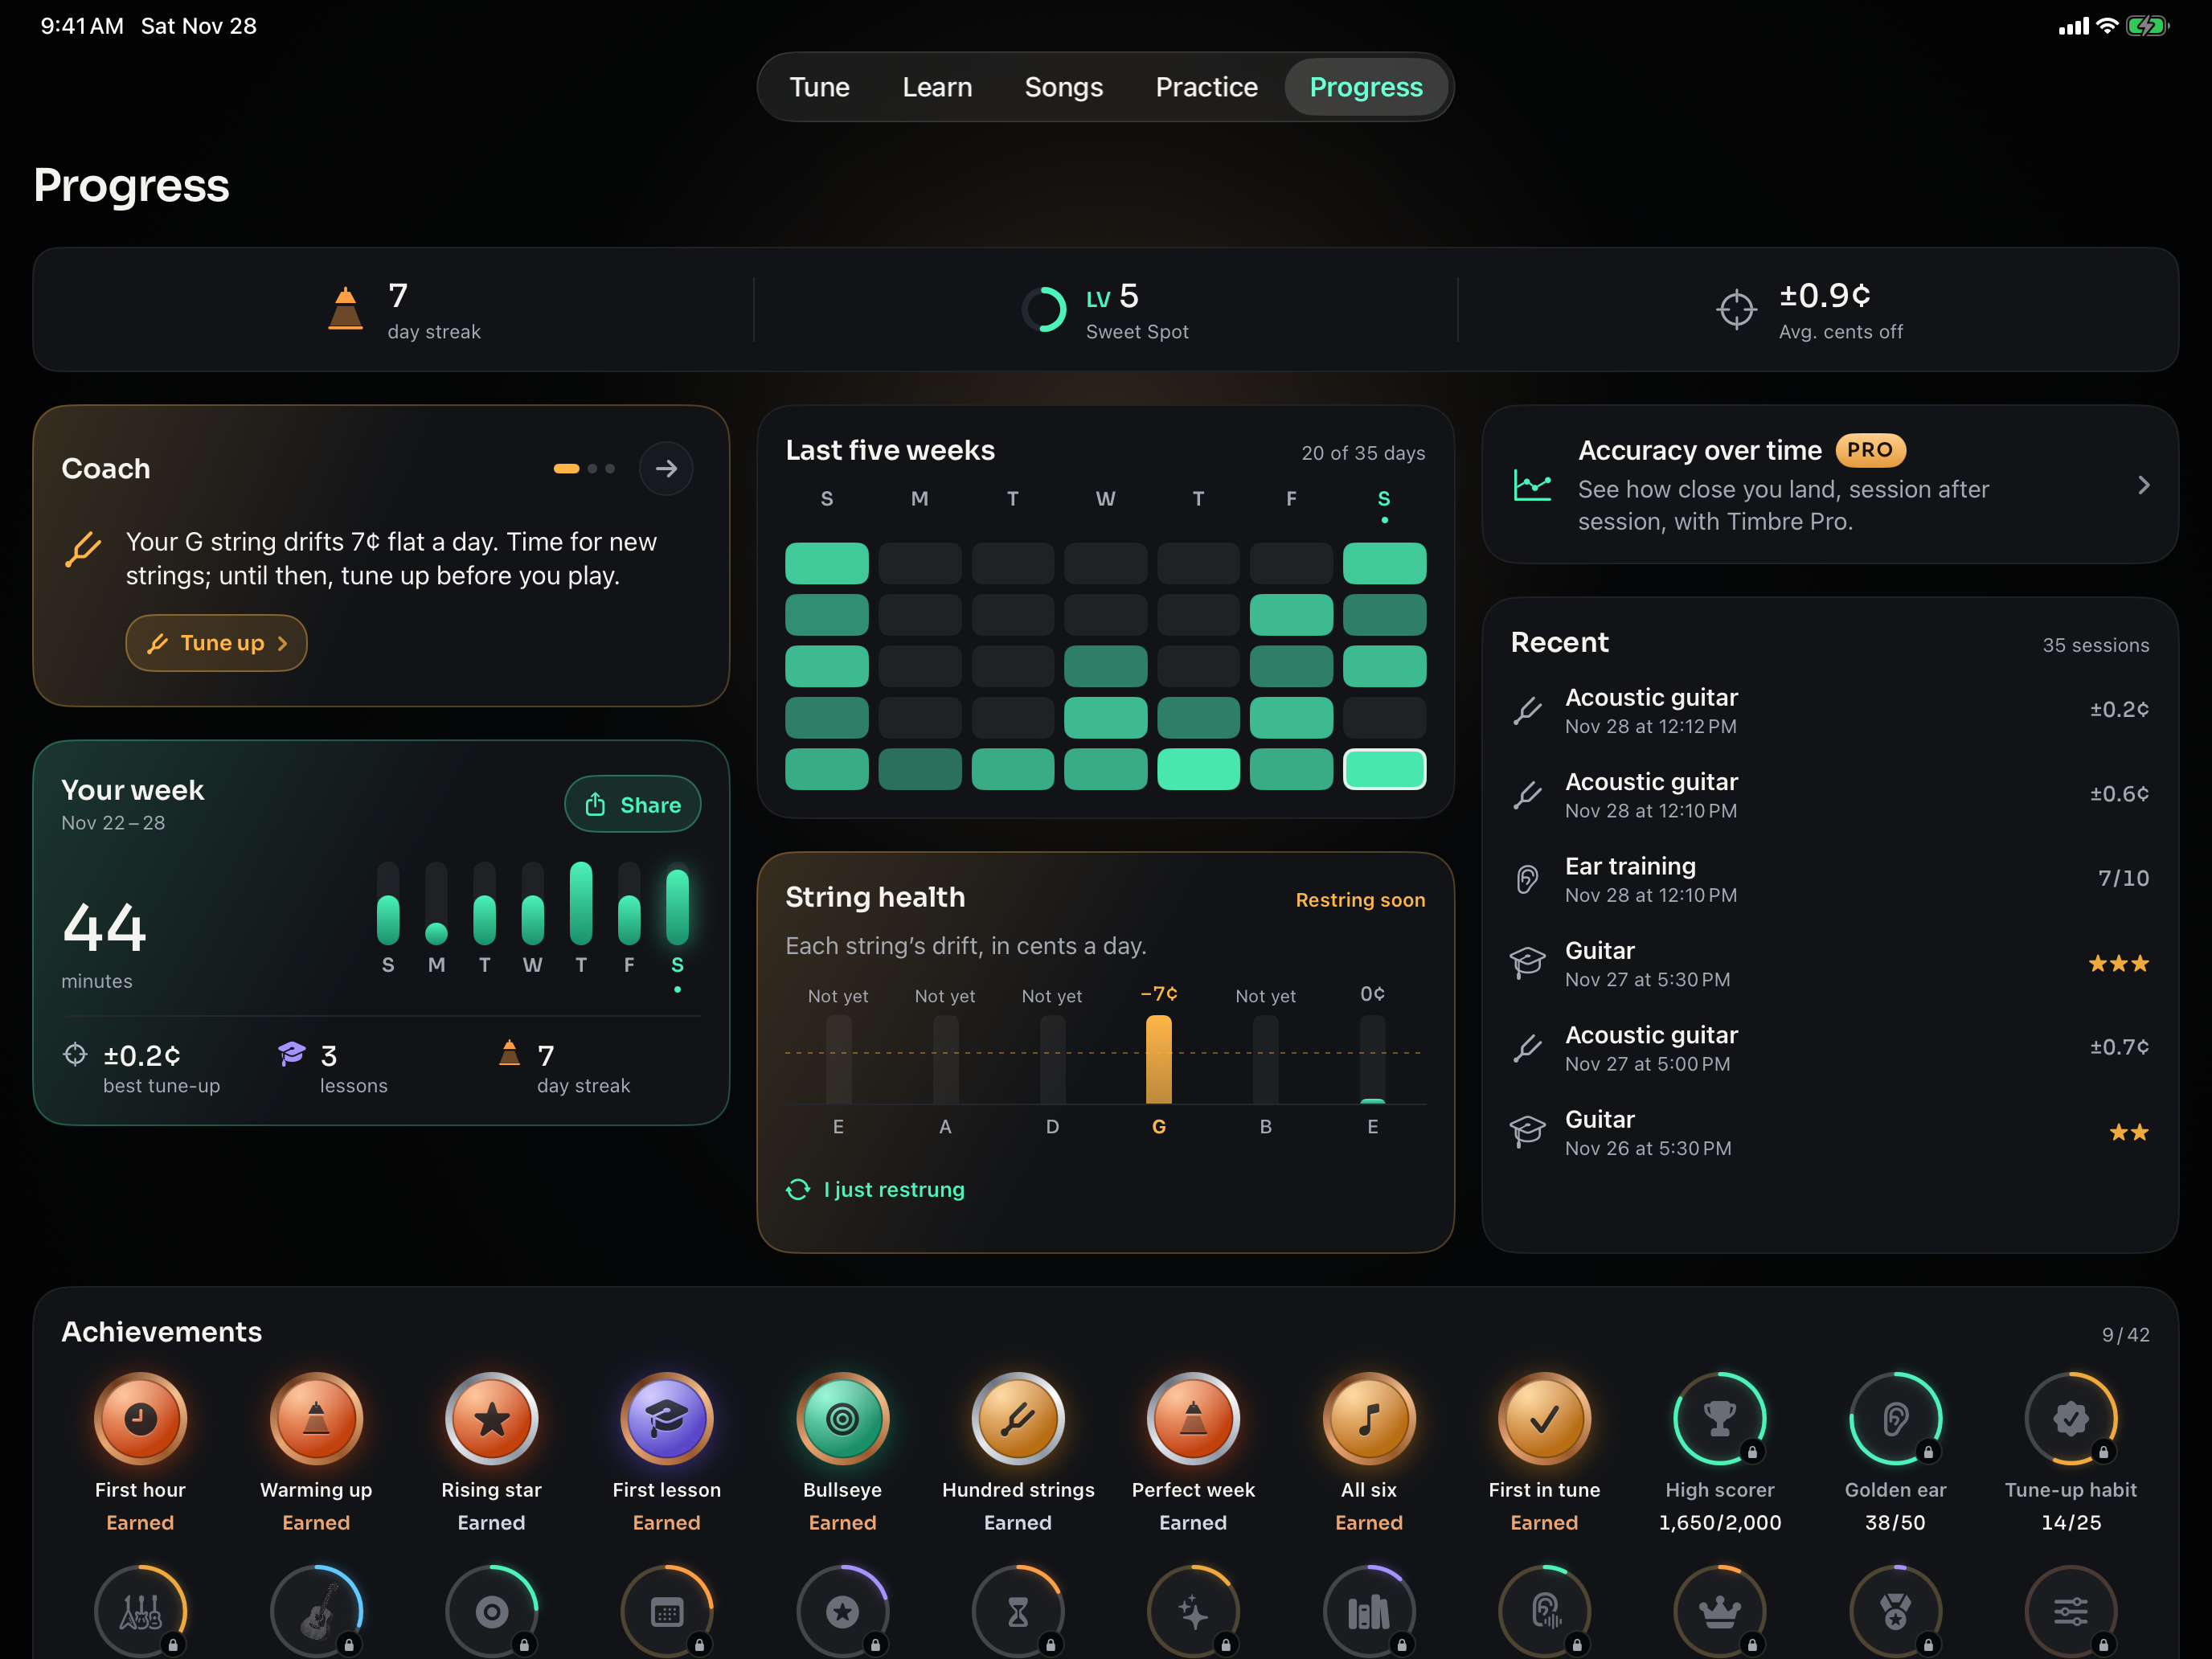 9:41 AM Sat Nov 28
Tune Learn Songs Practice Progress
Progress
7
day streak
LV 5
Sweet Spot
±0.9¢
Avg. cents off
Coach
Your G string drifts 7¢ flat a day. Time for new
strings; until then, tune up before you play.
Tune up
Your week
Nov 22 – 28
Share
44
minutes
S M T W T F S
±0.2¢
best tune-up
3
lessons
7
day streak
Last five weeks
20 of 35 days
S M T W T F S
String health
Restring soon
Each string’s drift, in cents a day.
Not yet Not yet Not yet −7¢ Not yet 0¢
E A D G B E
I just restrung
Accuracy over time PRO
See how close you land, session after
session, with Timbre Pro.
Recent
35 sessions
Acoustic guitar
Nov 28 at 12:12 PM
±0.2¢
Acoustic guitar
Nov 28 at 12:10 PM
±0.6¢
Ear training
Nov 28 at 12:10 PM
7/10
Guitar
Nov 27 at 5:30 PM
Acoustic guitar
Nov 27 at 5:00 PM
±0.7¢
Guitar
Nov 26 at 5:30 PM
Achievements
9 / 42
First hour
Earned
Warming up
Earned
Rising star
Earned
First lesson
Earned
Bullseye
Earned
Hundred strings
Earned
Perfect week
Earned
All six
Earned
First in tune
Earned
High scorer
1,650/2,000
Golden ear
38/50
Tune-up habit
14/25